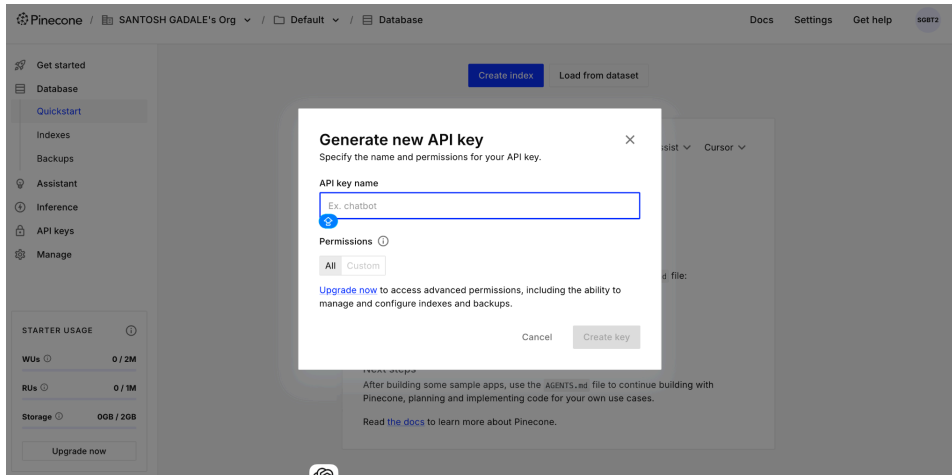 Pinecone / SANTOSH GADALE's Org / Default / Database
Docs Settings Get help SGBT2
Get started
Database
Quickstart
Indexes
Backups
Assistant
Inference
API keys
Manage
STARTER USAGE
WUs 0 / 2M
RUs 0 / 1M
Storage 0GB / 2GB
Upgrade now
Create index Load from dataset
Cursor
Generate new API key
Specify the name and permissions for your API key.
API key name
Ex. chatbot
Permissions
All Custom
Upgrade now to access advanced permissions, including the ability to
manage and configure indexes and backups.
Cancel Create key
file:
Next steps
After building some sample apps, use the AGENTS.md file to continue building with
Pinecone, planning and implementing code for your own use cases.
Read the docs to learn more about Pinecone.